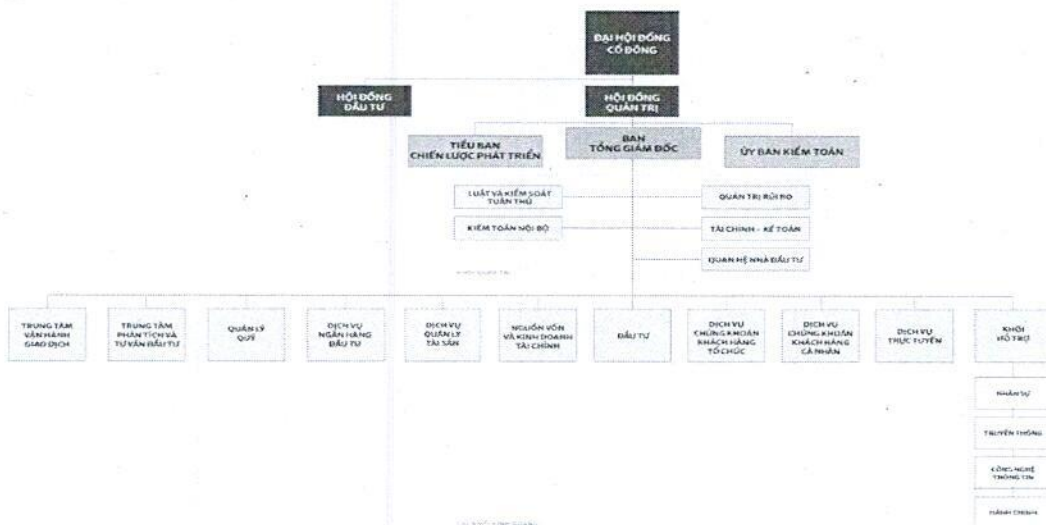 ĐẠI HỘI ĐỒNG
CỔ ĐÔNG
HỘI ĐỒNG
ĐẦU TƯ
HỘI ĐỒNG
QUẢN TRỊ
TIỂU BAN
CHIẾN LƯỢC PHÁT TRIỂN
BAN
TỔNG GIÁM ĐỐC
ỦY BAN KIỂM TOÁN
LUẬT VÀ KIỂM SOÁT
TUÂN THỦ
QUẢN TRỊ RỦI RO
KIỂM TOÁN NỘI BỘ
TÀI CHÍNH - KẾ TOÁN
QUAN HỆ NHÀ ĐẦU TƯ
TRUNG TÂM
VẬN HÀNH
GIAO DỊCH
TRUNG TÂM
PHÂN TÍCH VÀ
TƯ VẤN ĐẦU TƯ
QUẢN LÝ
QUỸ
DỊCH VỤ
NGÂN HÀNG
ĐẦU TƯ
DỊCH VỤ
QUẢN LÝ
TÀI SẢN
NGUỒN VỐN
VÀ KINH DOANH
TÀI CHÍNH
ĐẦU TƯ
DỊCH VỤ
CHỨNG KHOÁN
KHÁCH HÀNG
TỔ CHỨC
DỊCH VỤ
CHỨNG KHOÁN
KHÁCH HÀNG
CÁ NHÂN
DỊCH VỤ
TRỰC TUYẾN
KHỐI
HỖ TRỢ
NHÂN SỰ
TRUYỀN THÔNG
CÔNG NGHỆ
THÔNG TIN
HÀNH CHÍNH